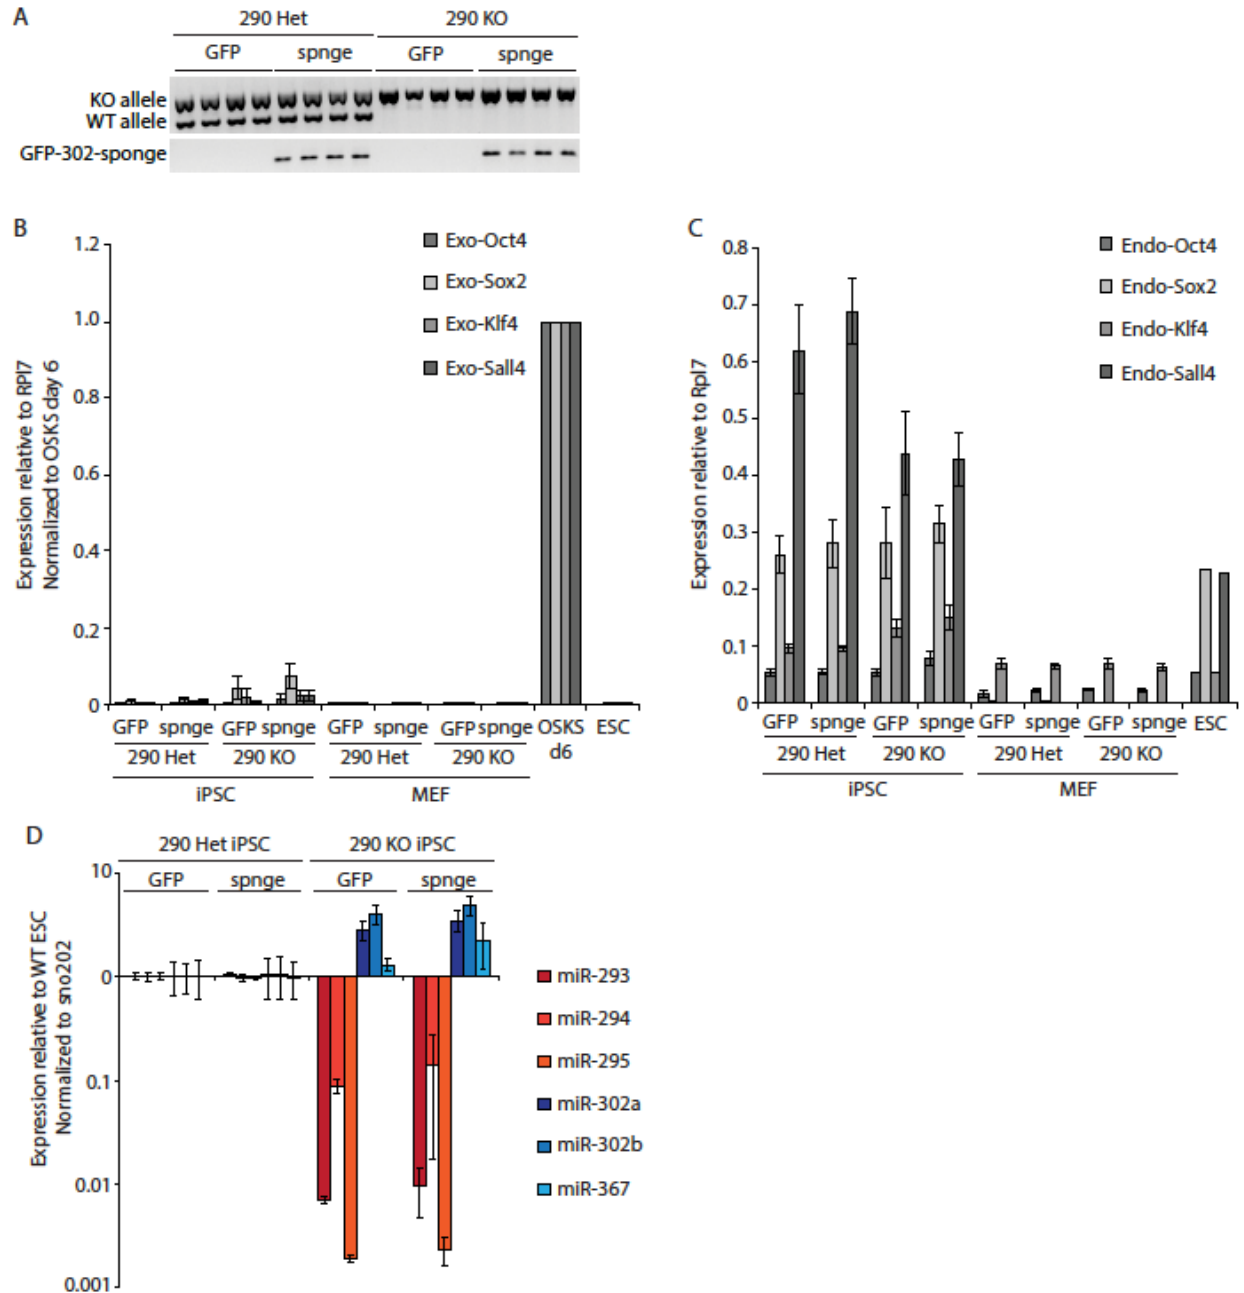 A
290 Het 290 KO
GFP spnge GFP spnge
KO allele
WT allele
GFP-302-sponge
B
Expression relative to RPl7
Normalized to OSKS day 6
1.2
1.0
0.8
0.6
0.4
0.2
0
Exo-Oct4
Exo-Sox2
Exo-Klf4
Exo-Sall4
GFP spnge GFP spnge GFP spnge GFP spnge OSKS ESC
d6
290 Het 290 KO 290 Het 290 KO
iPSC MEF
C
Expression relative to Rpl7
0.8
0.7
0.6
0.5
0.4
0.3
0.2
0.1
0
Endo-Oct4
Endo-Sox2
Endo-Klf4
Endo-Sall4
GFP spnge GFP spnge GFP spnge GFP spnge ESC
290 Het 290 KO 290 Het 290 KO
iPSC MEF
D
290 Het iPSC 290 KO iPSC
GFP spnge GFP spnge
Expression relative to WT ESC
Normalized to sno202
10
0
0.1
0.01
0.001
miR-293
miR-294
miR-295
miR-302a
miR-302b
miR-367